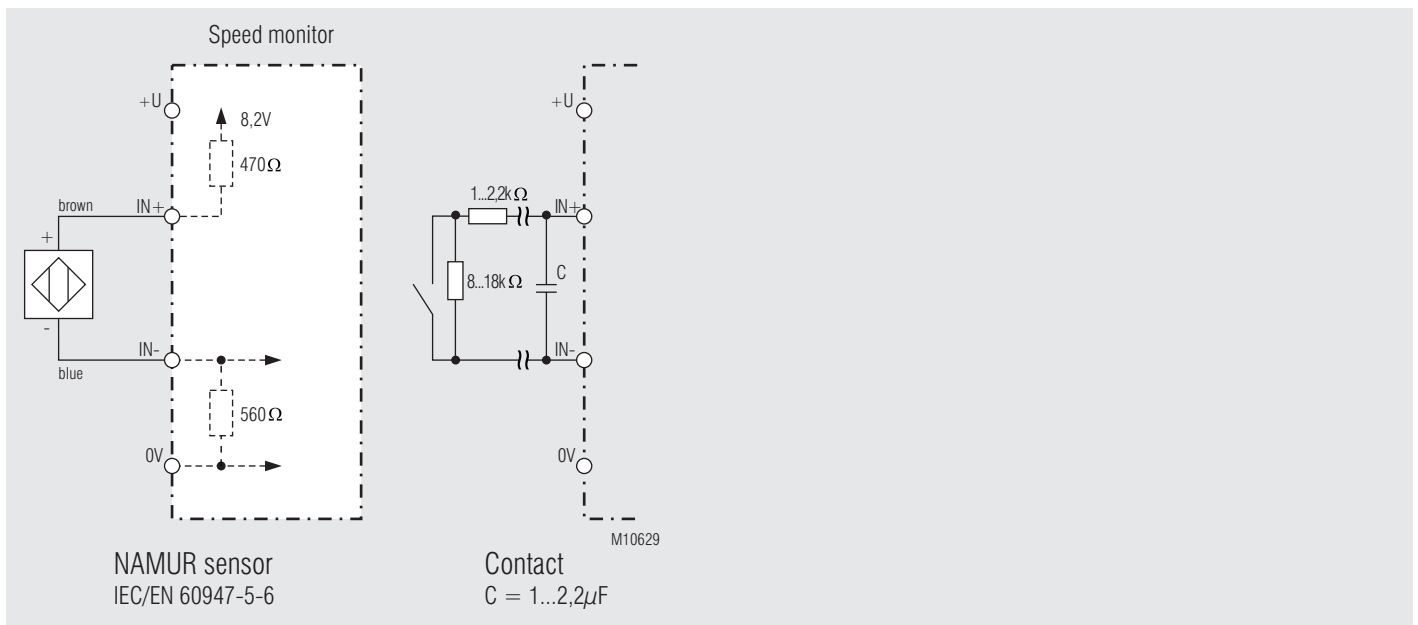 Speed monitor
+U
8,2V
470Ω
brown
IN+
+
-
IN-
blue
560Ω
0V
NAMUR sensor
IEC/EN 60947-5-6
+U
1...2,2kΩ
IN+
8...18kΩ
C
IN-
0V
M10629
Contact
C = 1...2,2µF